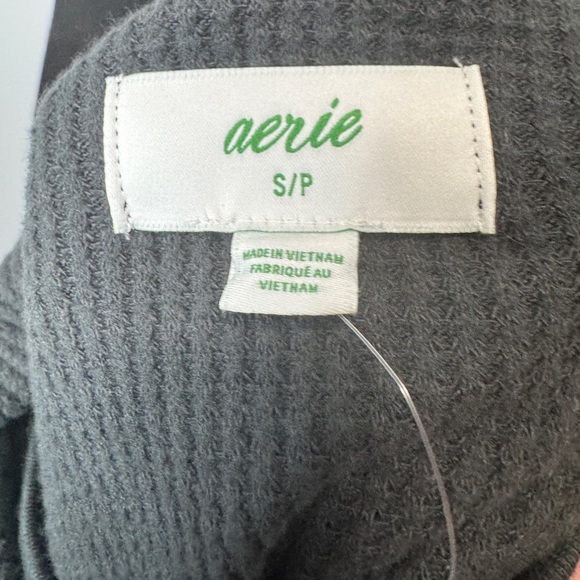 aerie
S/P
MADE IN VIETNAM
FABRIQUÉ AU
VIETNAM